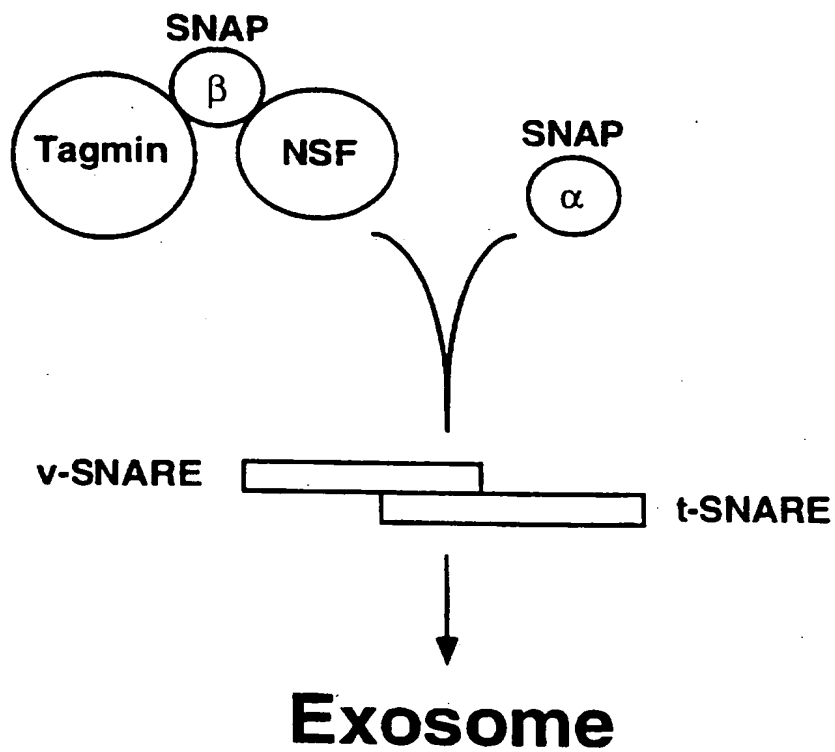 SNAP
β
Tagmin
NSF
SNAP
α
v-SNARE
t-SNARE
Exosome